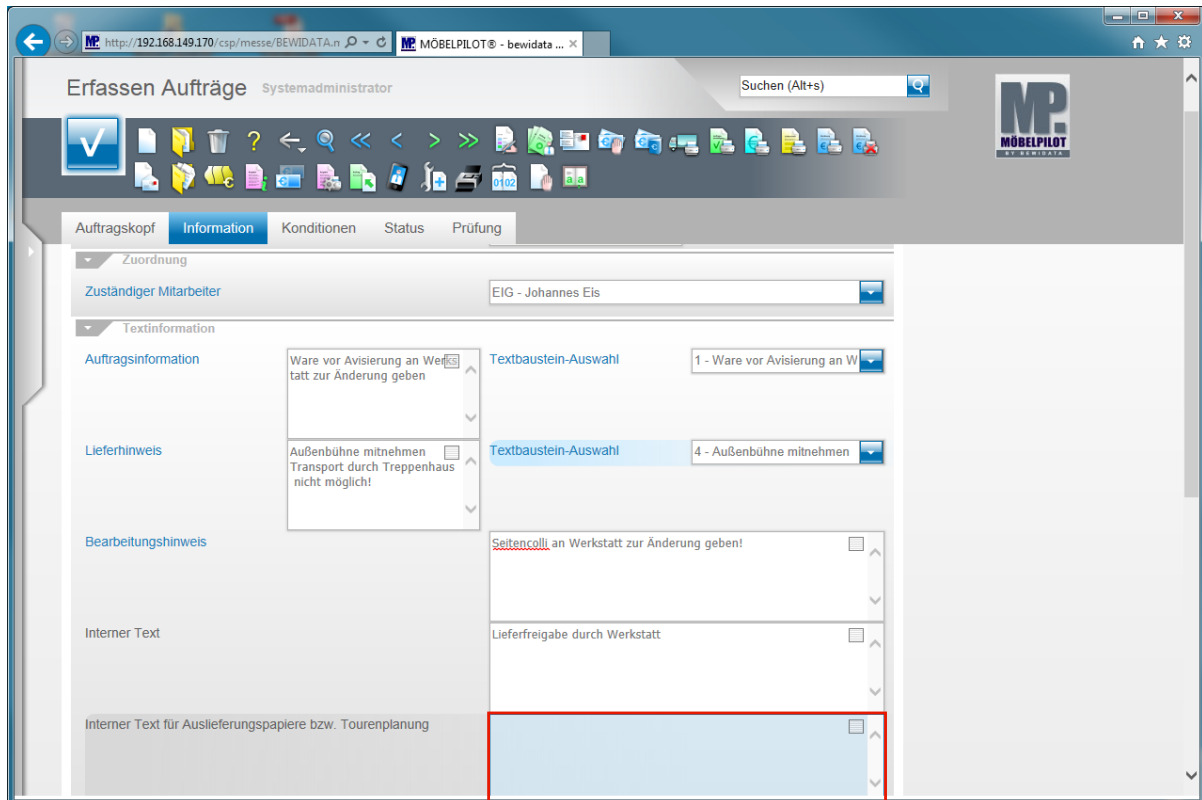 http://192.168.149.170/csp/messe/BEWIDATA.n
MÖBELPILOT® - bewidata ...
Erfassen Aufträge Systemadministrator
Suchen (Alt+s)
MP.
MÖBELPILOT
BY BEWIDATA
0102
Auftragskopf Information Konditionen Status Prüfung
Zuordnung
Zuständiger Mitarbeiter EIG - Johannes Eis
Textinformation
Auftragsinformation
Ware vor Avisierung an Werks
tatt zur Änderung geben
Textbaustein-Auswahl 1 - Ware vor Avisierung an W
Lieferhinweis
Außenbühne mitnehmen
Transport durch Treppenhaus
nicht möglich!
Textbaustein-Auswahl 4 - Außenbühne mitnehmen
Bearbeitungshinweis
Seitencolli an Werkstatt zur Änderung geben!
Interner Text Lieferfreigabe durch Werkstatt
Interner Text für Auslieferungspapiere bzw. Tourenplanung